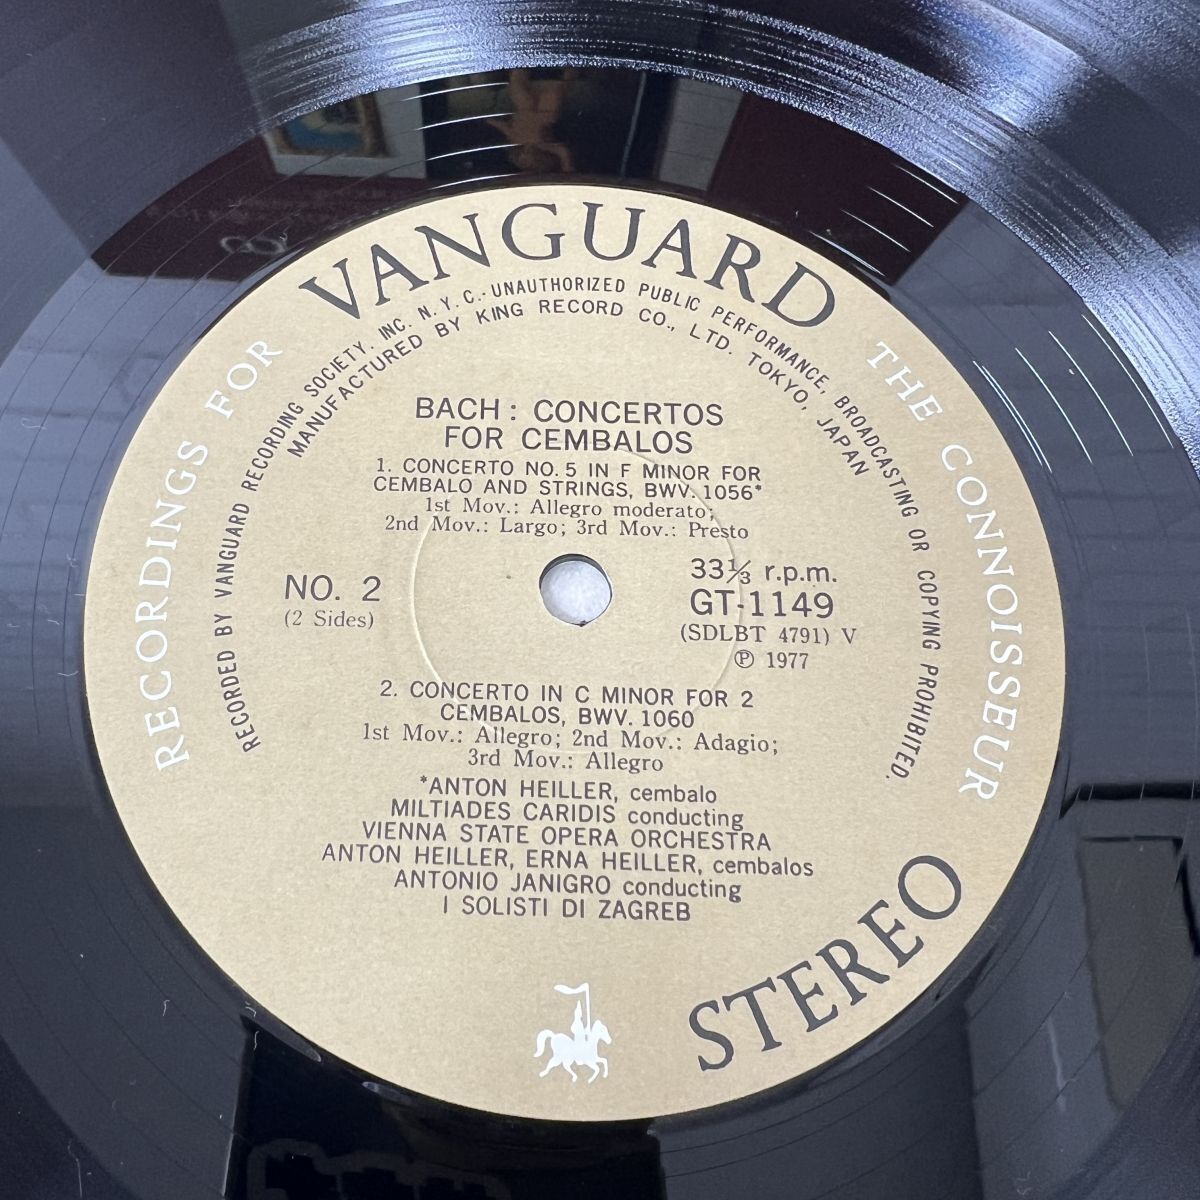 VANGUARD
RECORDINGS FOR THE CONNOISSEUR
RECORDED BY VANGUARD RECORDING SOCIETY. INC. N. Y. C.. UNAUTHORIZED PUBLIC PERFORMANCE, BROADCASTING OR COPYING PROHIBITED.
MANUFACTURED BY KING RECORD CO., LTD. TOKYO, JAPAN
BACH : CONCERTOS
FOR CEMBALOS
1. CONCERTO NO. 5 IN F MINOR FOR
CEMBALO AND STRINGS, BWV. 1056*
1st Mov.: Allegro moderato;
2nd Mov.: Largo; 3rd Mov.: Presto
NO. 2
(2 Sides)
33⅓ r.p.m.
GT-1149
(SDLBT 4791) V
℗ 1977
2. CONCERTO IN C MINOR FOR 2
CEMBALOS, BWV. 1060
1st Mov.: Allegro; 2nd Mov.: Adagio;
3rd Mov.: Allegro
*ANTON HEILLER, cembalo
MILTIADES CARIDIS conducting
VIENNA STATE OPERA ORCHESTRA
ANTON HEILLER, ERNA HEILLER, cembalos
ANTONIO JANIGRO conducting
I SOLISTI DI ZAGREB
STEREO